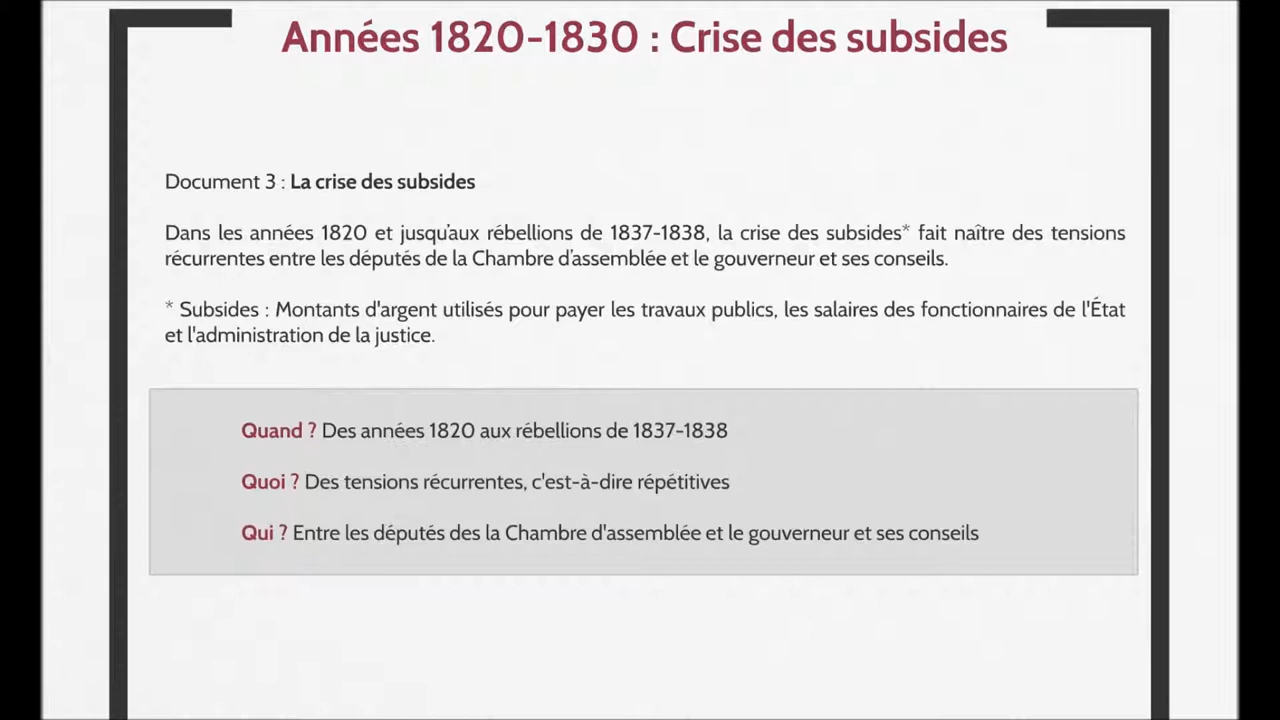 Années 1820-1830 : Crise des subsides
Document 3 : La crise des subsides
Dans les années 1820 et jusqu'aux rébellions de 1837-1838, la crise des subsides* fait naître des tensions
récurrentes entre les députés de la Chambre d'assemblée et le gouverneur et ses conseils.
* Subsides : Montants d'argent utilisés pour payer les travaux publics, les salaires des fonctionnaires de l'État
et l'administration de la justice.
Quand ? Des années 1820 aux rébellions de 1837-1838
Quoi ? Des tensions récurrentes, c'est-à-dire répétitives
Qui ? Entre les députés des la Chambre d'assemblée et le gouverneur et ses conseils